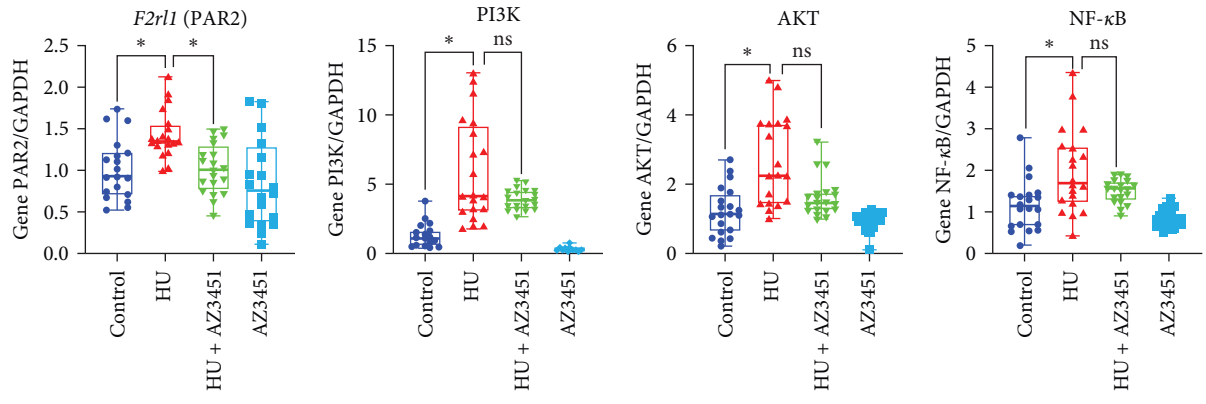 F2rl1 (PAR2)
* *
Gene PAR2/GAPDH
2.5
2.0
1.5
1.0
0.5
0.0
Control
HU
HU + AZ3451
AZ3451
PI3K
* ns
Gene PI3K/GAPDH
15
10
5
0
Control
HU
HU + AZ3451
AZ3451
AKT
* ns
Gene AKT/GAPDH
6
4
2
0
Control
HU
HU + AZ3451
AZ3451
NF-κB
* ns
Gene NF-κB/GAPDH
5
4
3
2
1
0
Control
HU
HU + AZ3451
AZ3451